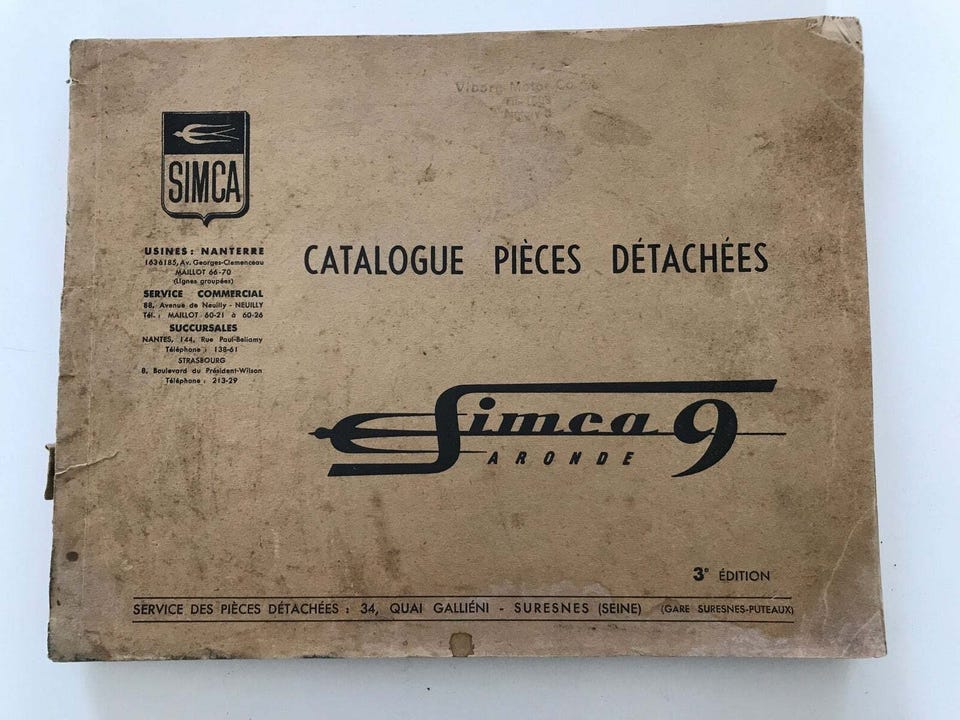 Viborg Motor Co.
SIMCA
USINES : NANTERRE
163 à 185, Av. Georges-Clemenceau
MAILLOT 66-70
(Lignes groupées)
SERVICE COMMERCIAL
88, Avenue de Neuilly - NEUILLY
Tél. : MAILLOT 60-21 à 60-26
SUCCURSALES
NANTES, 144, Rue Paul-Bellamy
Téléphone : 138-61
STRASBOURG
8, Boulevard du Président-Wilson
Téléphone : 213-29
CATALOGUE PIÈCES DÉTACHÉES
Simca 9
ARONDE
3e ÉDITION
SERVICE DES PIÈCES DÉTACHÉES : 34, QUAI GALLIÉNI - SURESNES (SEINE) (GARE SURESNES-PUTEAUX)